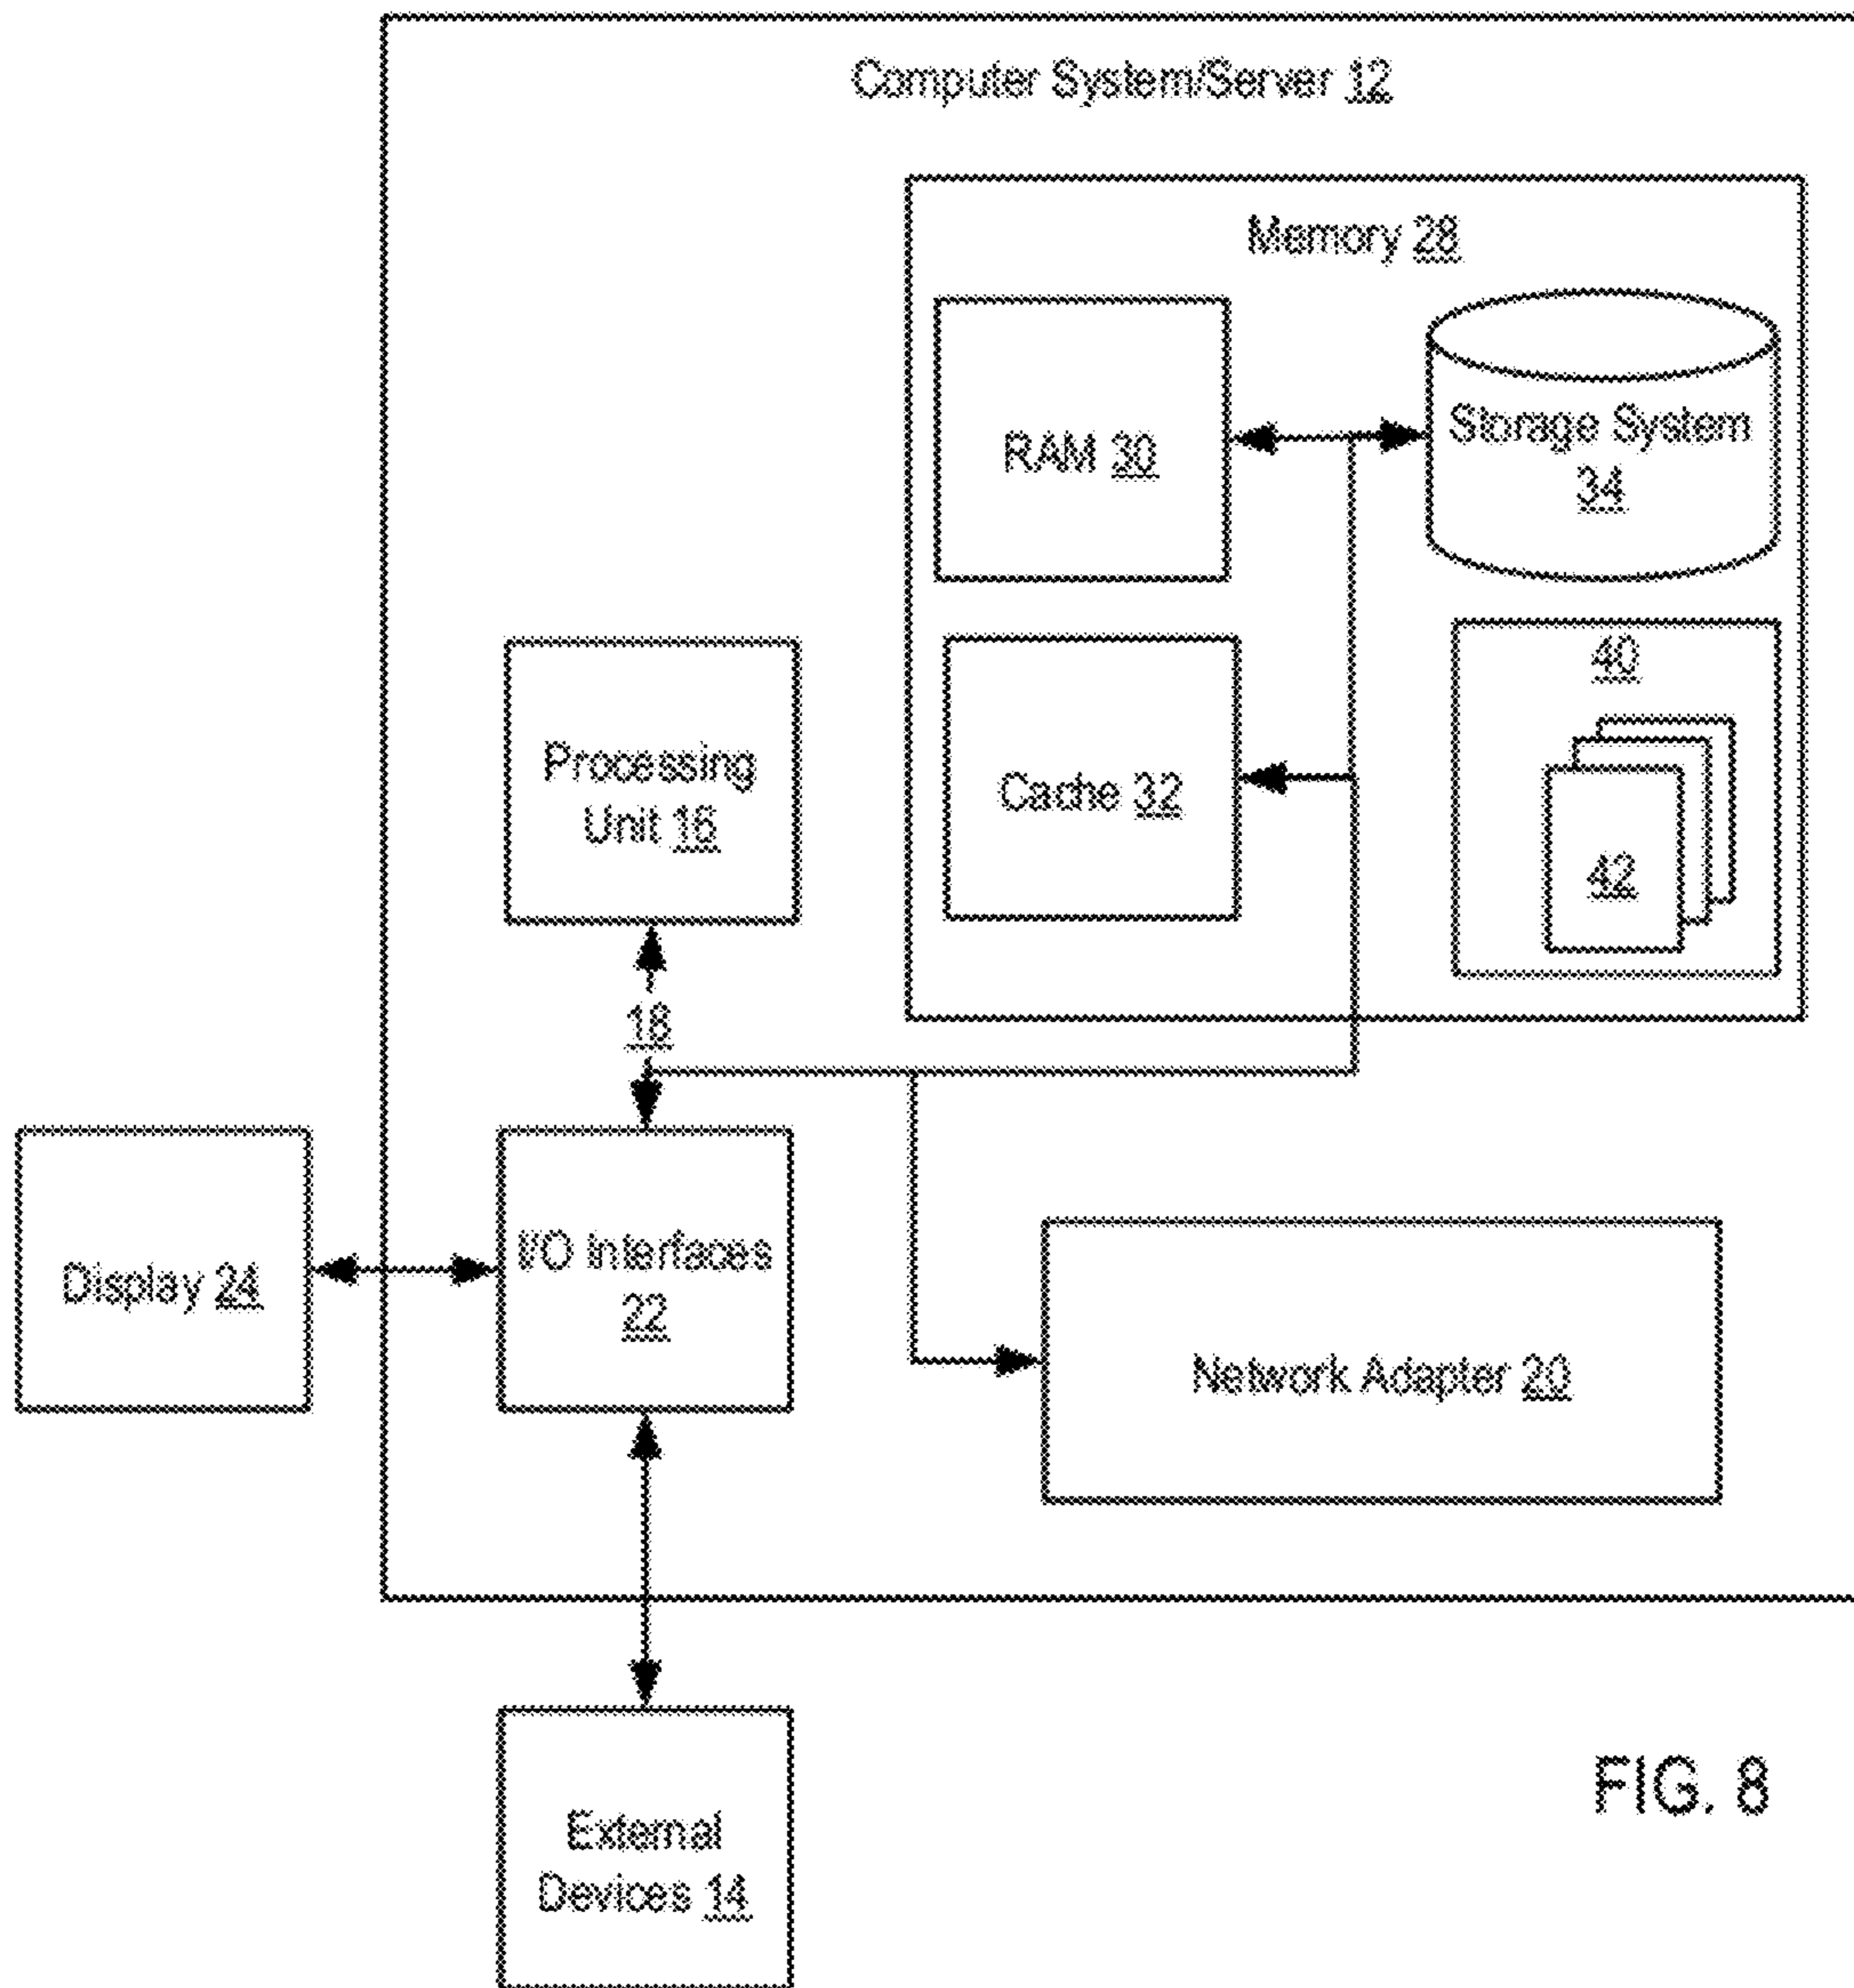 Computer System/Server 12
Memory 28
RAM 30
Storage System
34
Cache 32
40
42
Processing
Unit 16
18
Display 24
I/O Interfaces
22
Network Adapter 20
External
Devices 14
FIG. 8